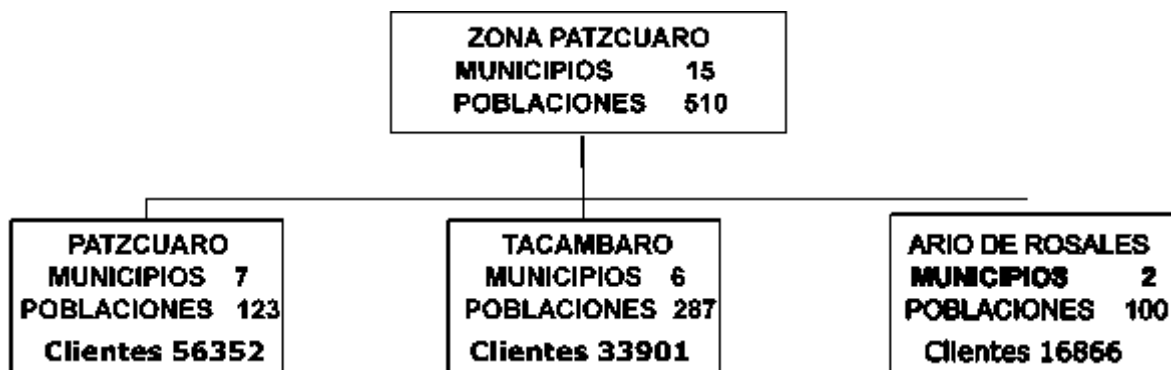 ZONA PATZCUARO
MUNICIPIOS 15
POBLACIONES 510
PATZCUARO
MUNICIPIOS 7
POBLACIONES 123
Clientes 56352
TACAMBARO
MUNICIPIOS 6
POBLACIONES 287
Clientes 33901
ARIO DE ROSALES
MUNICIPIOS 2
POBLACIONES 100
Clientes 16866